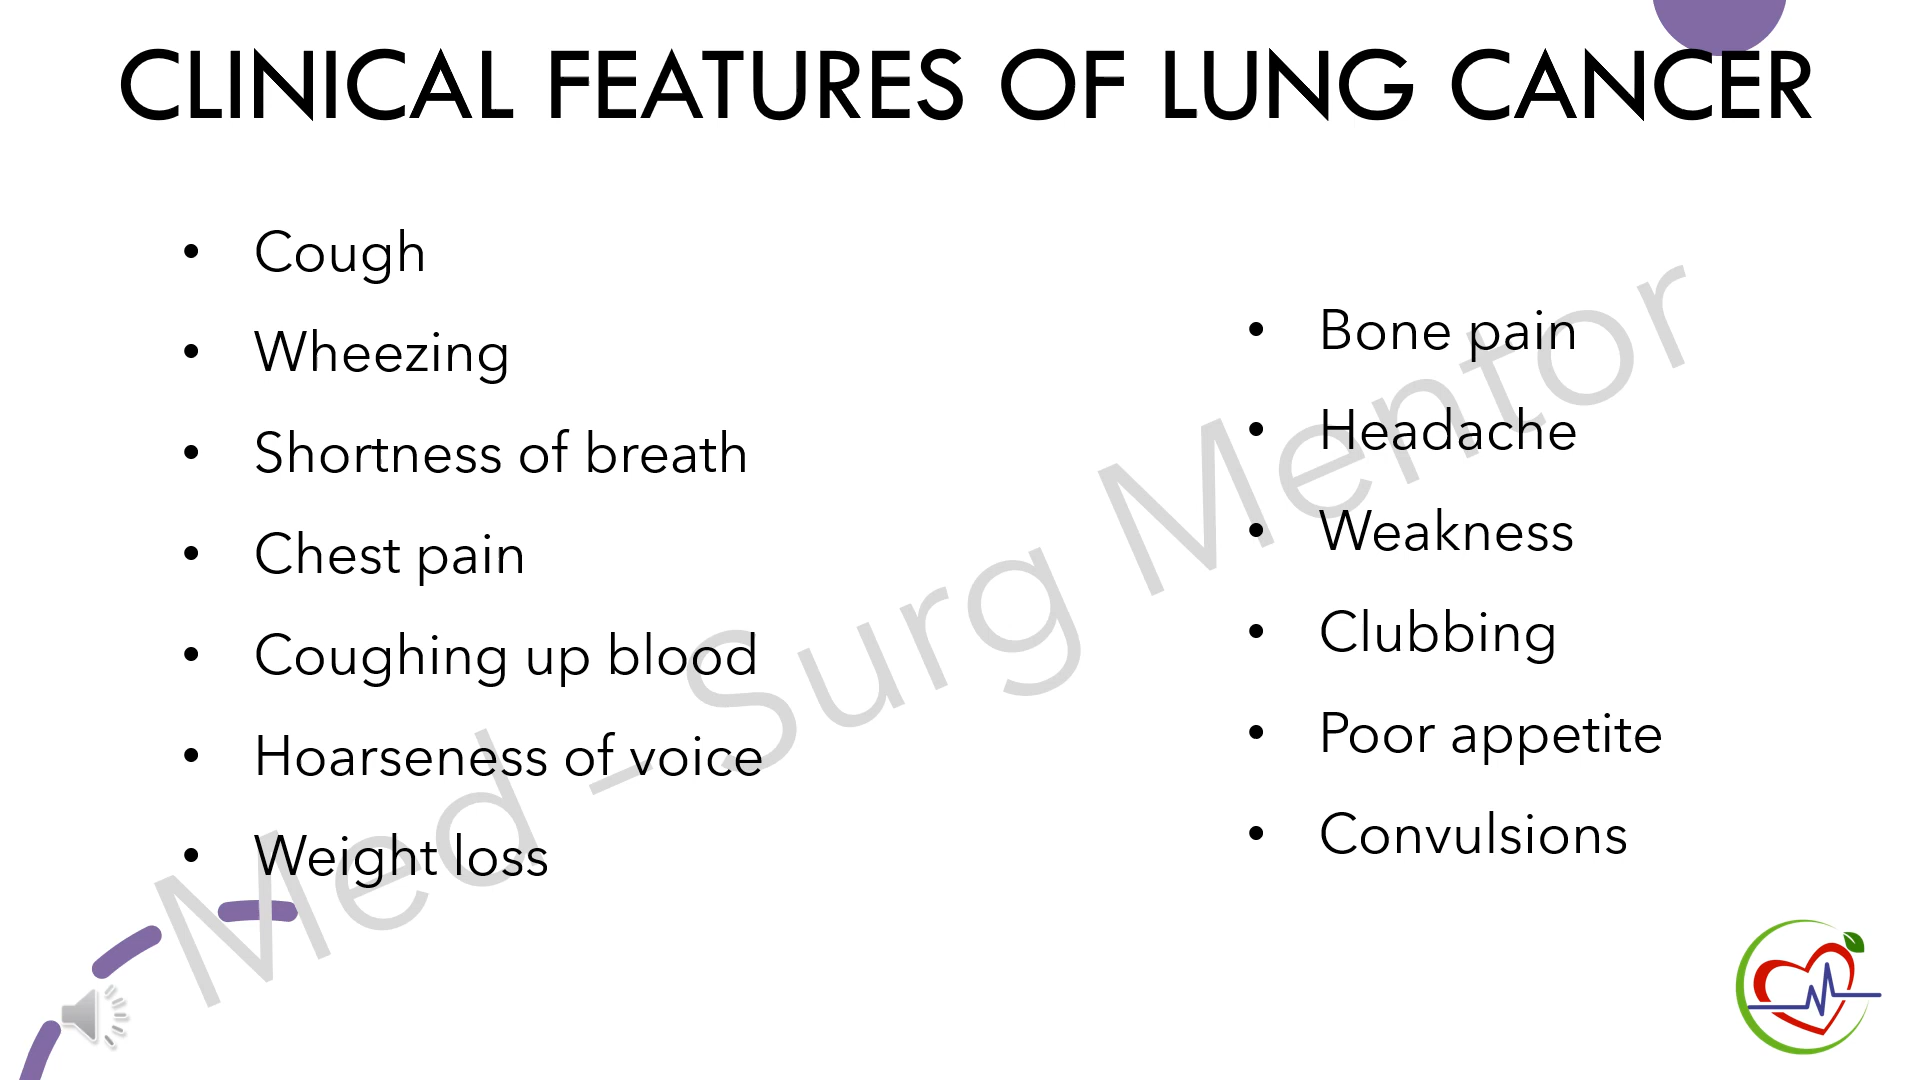 CLINICAL FEATURES OF LUNG CANCER
• Cough
• Wheezing
• Shortness of breath
• Chest pain
• Coughing up blood
• Hoarseness of voice
• Weight loss
• Bone pain
• Headache
• Weakness
• Clubbing
• Poor appetite
• Convulsions
Med - Surg Mentor